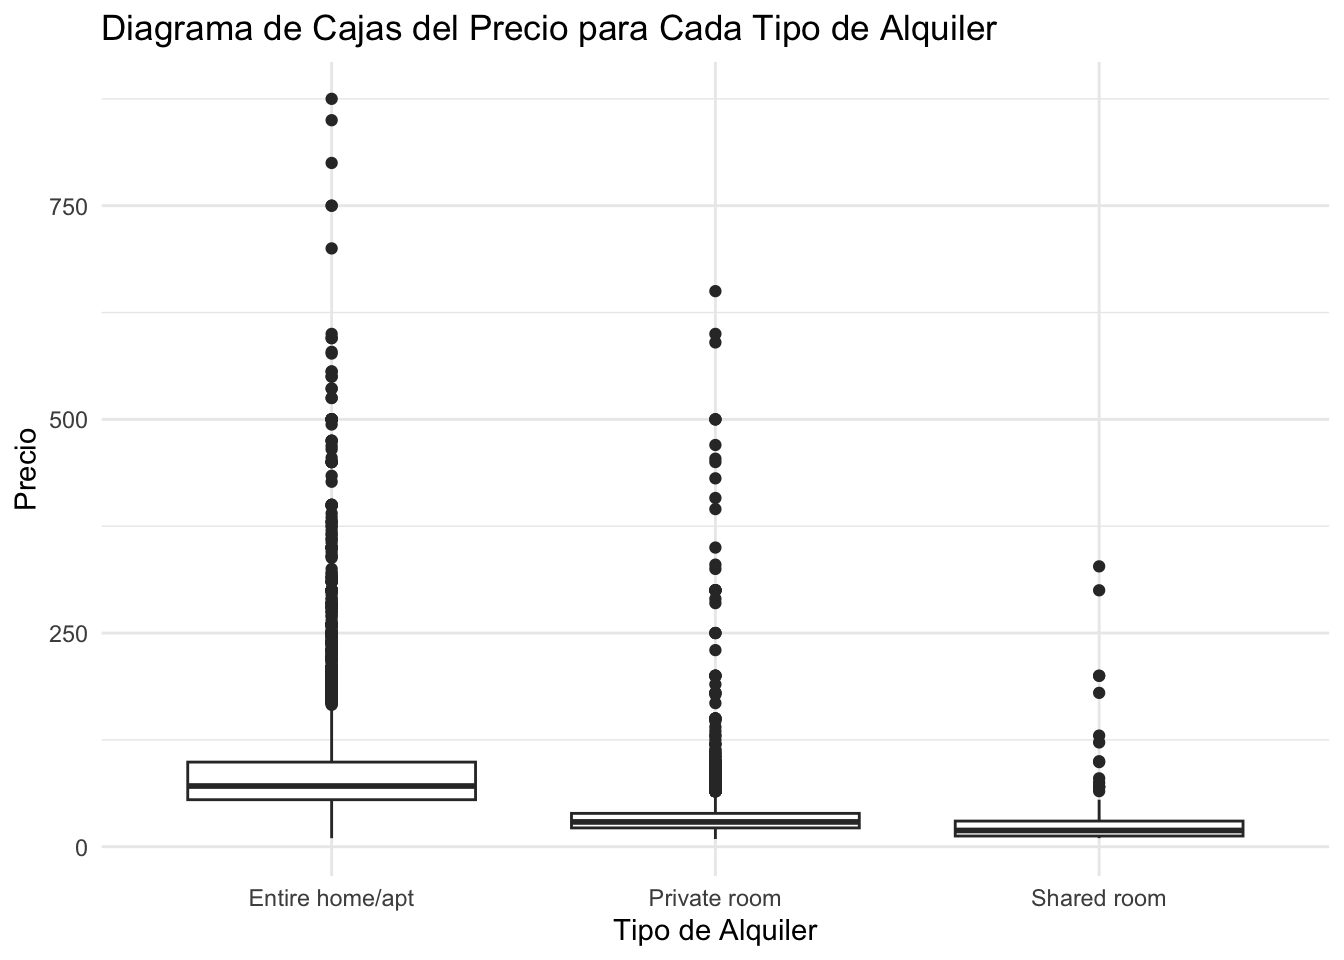 Diagrama de Cajas del Precio para Cada Tipo de Alquiler
750
500
250
0
Precio
Entire home/apt
Private room
Shared room
Tipo de Alquiler